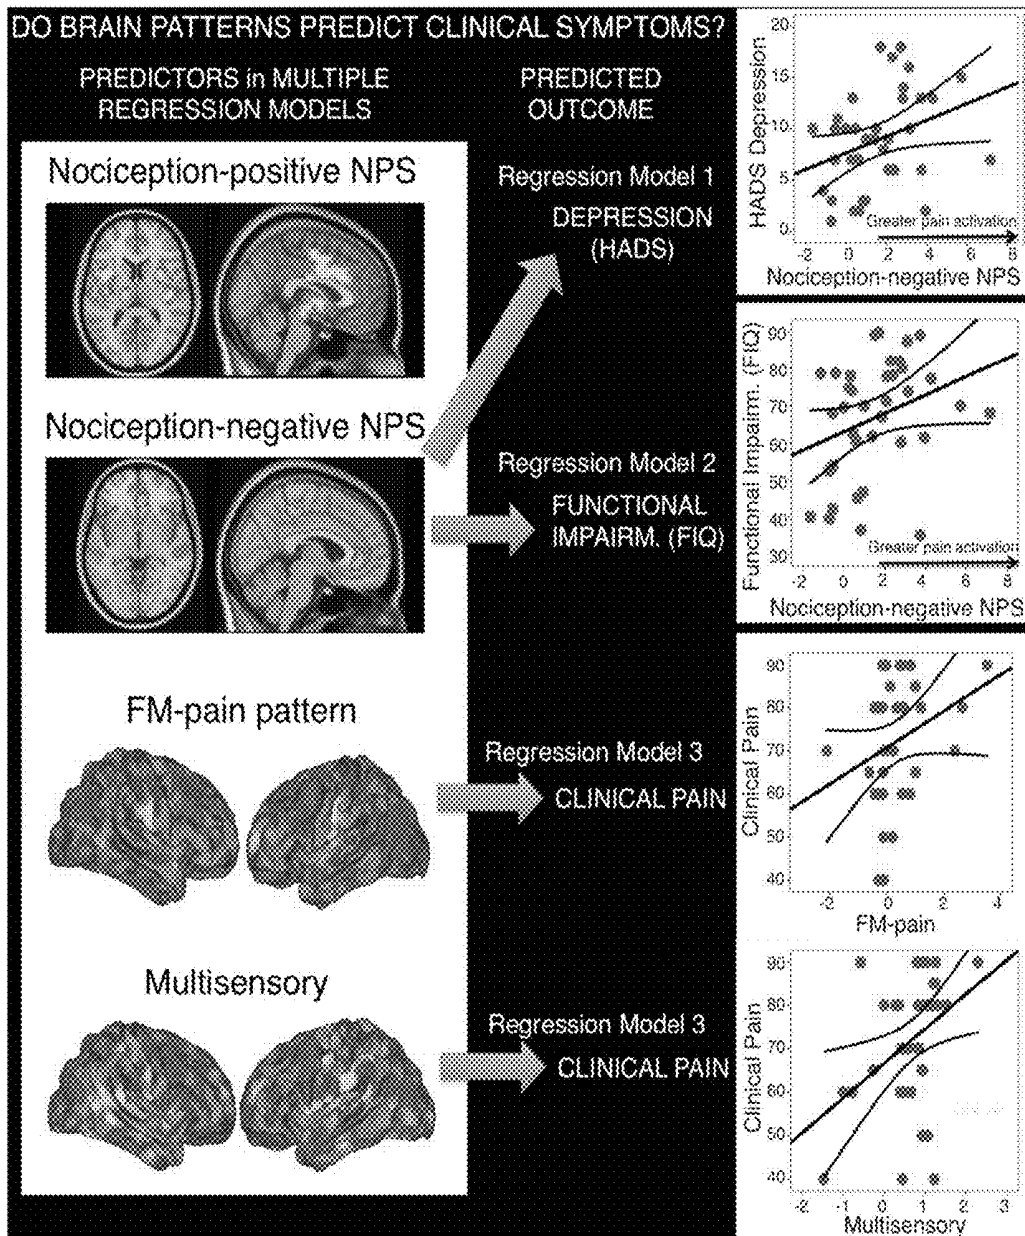 DO BRAIN PATTERNS PREDICT CLINICAL SYMPTOMS?
PREDICTORS in MULTIPLE
REGRESSION MODELS
PREDICTED
OUTCOME
Nociception-positive NPS
Nociception-negative NPS
FM-pain pattern
Multisensory
Regression Model 1
DEPRESSION
(HADS)
Regression Model 2
FUNCTIONAL
IMPAIRM. (FIQ)
Regression Model 3
CLINICAL PAIN
Regression Model 3
CLINICAL PAIN
HADS Depression
20
15
10
5
0
Greater pain activation
-2 0 2 4 6 8
Nociception-negative NPS
Functional Impairm. (FIQ)
90
80
70
60
50
40
30
Greater pain activation
-2 0 2 4 6 8
Nociception-negative NPS
Clinical Pain
90
80
70
60
50
40
-2 0 2 4
FM-pain
Clinical Pain
90
80
70
60
50
40
-2 -1 0 1 2 3
Multisensory